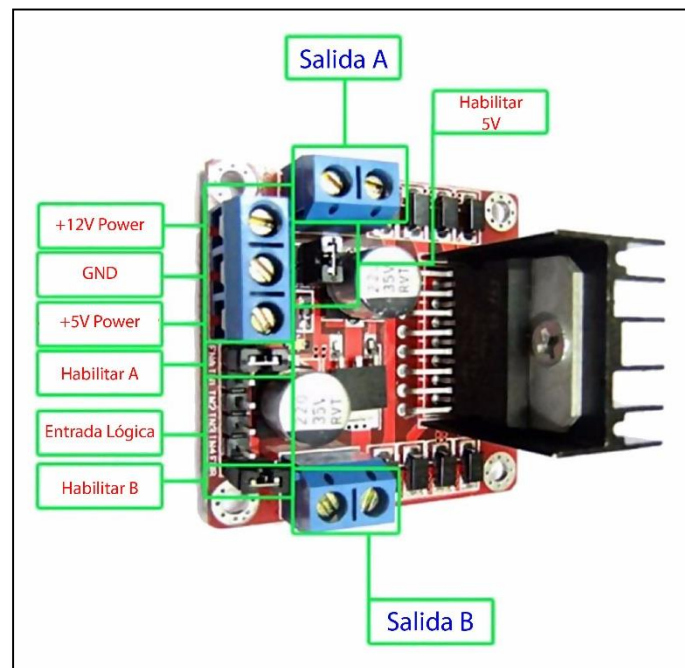 Salida A
Habilitar
5V
+12V Power
GND
+5V Power
Habilitar A
Entrada Lógica
Habilitar B
Salida B
220
35V
RVT
220
35V
RVT